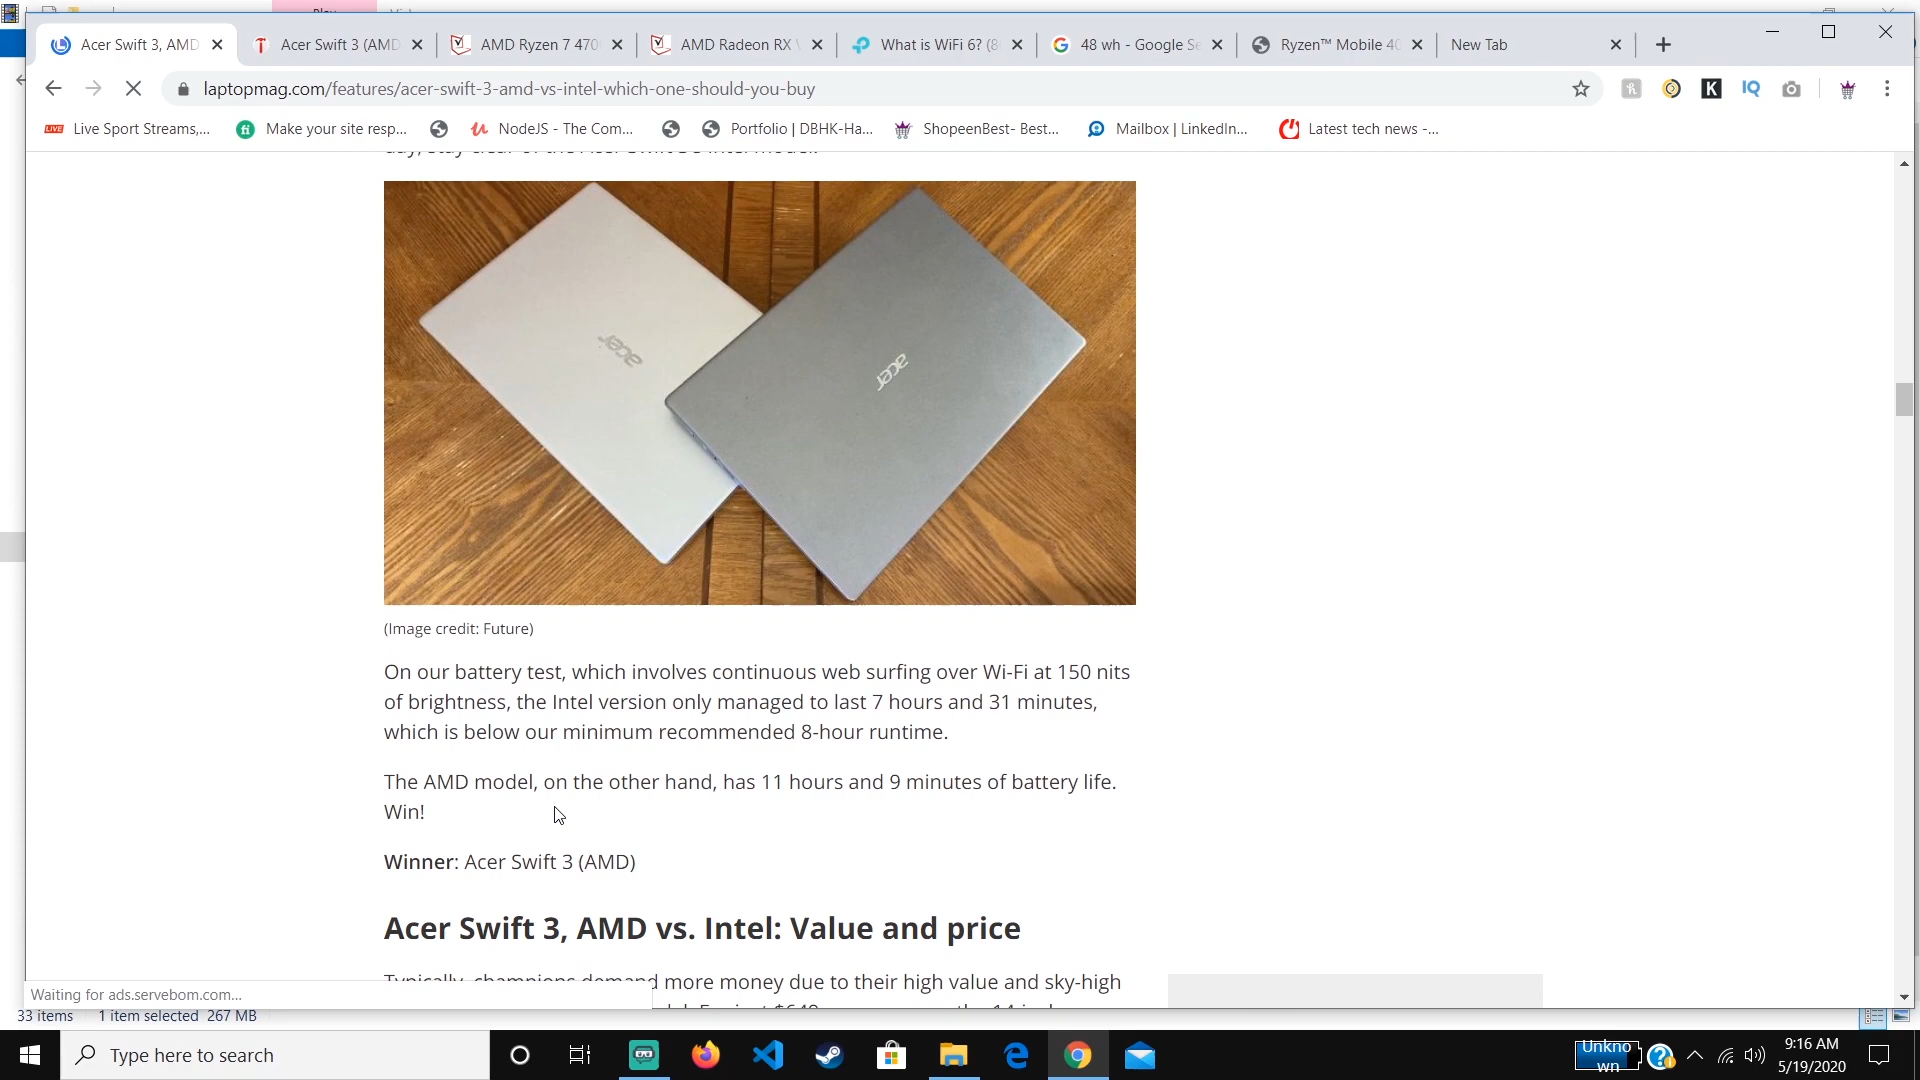 Acer Swift 3, AMD
Acer Swift 3 (AMD
AMD Ryzen 7 470
AMD Radeon RX
What is WiFi 6? (8
48 wh - Google Se
Ryzen™ Mobile 40
New Tab
laptopmag.com/features/acer-swift-3-amd-vs-intel-which-one-should-you-buy
K
IQ
LIVE
Live Sport Streams,...
fi
Make your site resp...
NodeJS - The Com...
Portfolio | DBHK-Ha...
ShopeenBest- Best...
Mailbox | LinkedIn...
Latest tech news -...
acer
acer
(Image credit: Future)
On our battery test, which involves continuous web surfing over Wi-Fi at 150 nits
of brightness, the Intel version only managed to last 7 hours and 31 minutes,
which is below our minimum recommended 8-hour runtime.
The AMD model, on the other hand, has 11 hours and 9 minutes of battery life.
Win!
Winner: Acer Swift 3 (AMD)
Acer Swift 3, AMD vs. Intel: Value and price
Typically, champions demand more money due to their high value and sky-high
Waiting for ads.servebom.com...
33 items 1 item selected 267 MB
Type here to search
Unkno
wn
9:16 AM
5/19/2020